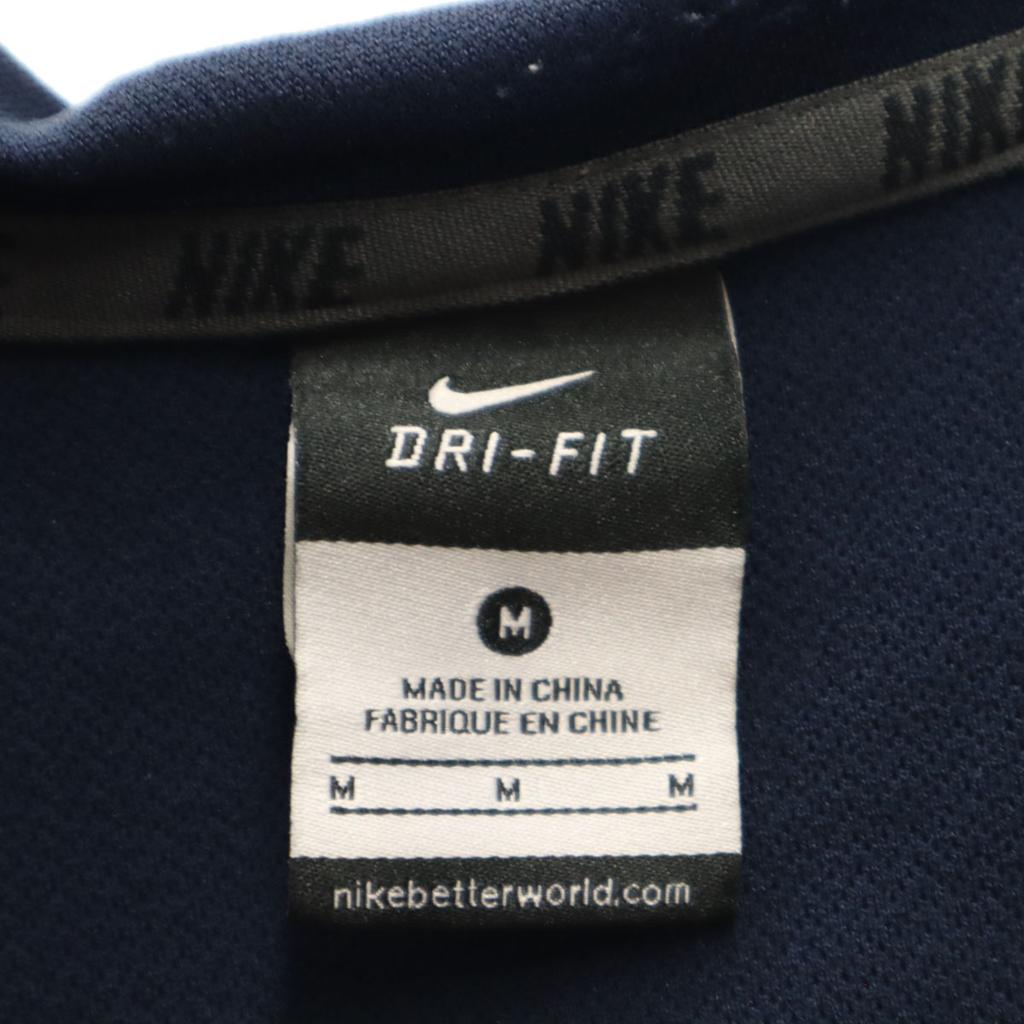 NIKE NIKE NIKE
DRI-FIT
M
MADE IN CHINA
FABRIQUE EN CHINE
M M M
nikebetterworld.com